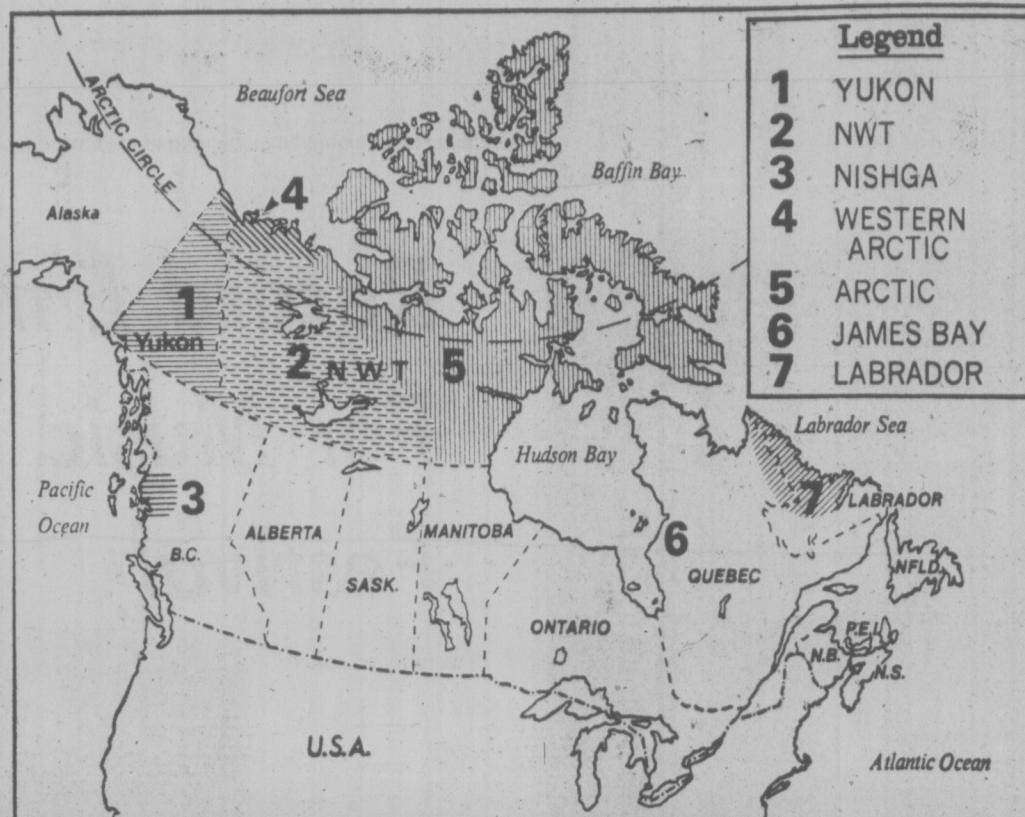 Legend
1 YUKON
2 NWT
3 NISHGA
4 WESTERN
ARCTIC
5 ARCTIC
6 JAMES BAY
7 LABRADOR
ARCTIC CIRCLE
Beaufort Sea
Baffin Bay
Alaska
4
1
Yukon
2
NWT
5
Labrador Sea
Hudson Bay
Pacific
Ocean
3
7
LABRADOR
ALBERTA
MANITOBA
6
B.C.
QUEBEC
NFLD.
SASK.
ONTARIO
P.E.I.
N.B.
N.S.
U.S.A.
Atlantic Ocean